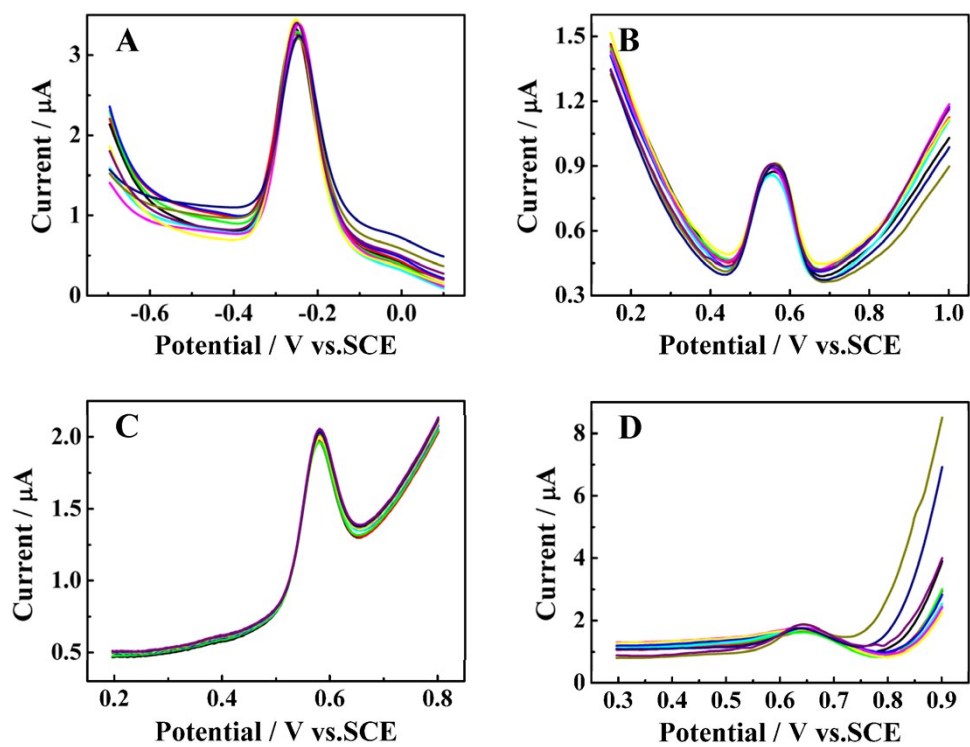 A
Current / μA
3
2
1
0
-0.6 -0.4 -0.2 0.0
Potential / V vs.SCE
B
Current / μA
1.5
1.2
0.9
0.6
0.3
0.2 0.4 0.6 0.8 1.0
Potential / V vs.SCE
C
Current / μA
2.0
1.5
1.0
0.5
0.2 0.4 0.6 0.8
Potential / V vs.SCE
D
Current / μA
8
6
4
2
0
0.3 0.4 0.5 0.6 0.7 0.8 0.9
Potential / V vs.SCE